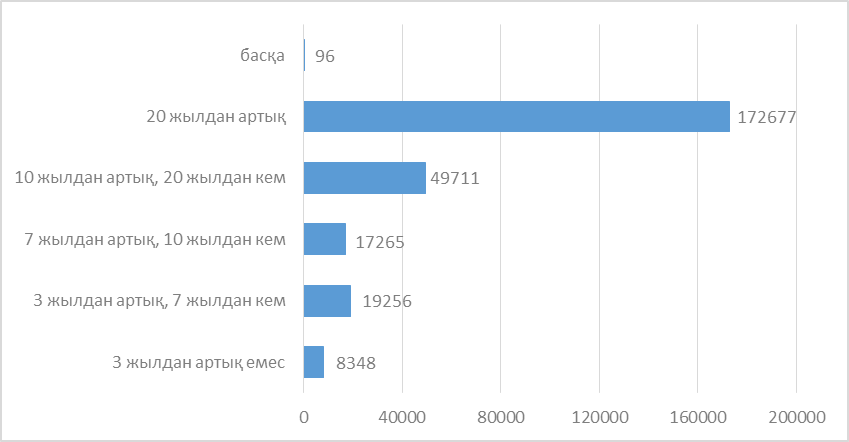 басқа 96
20 жылдан артық 172677
10 жылдан артық, 20 жылдан кем 49711
7 жылдан артық, 10 жылдан кем 17265
3 жылдан артық, 7 жылдан кем 19256
3 жылдан артық емес 8348
0 40000 80000 120000 160000 200000